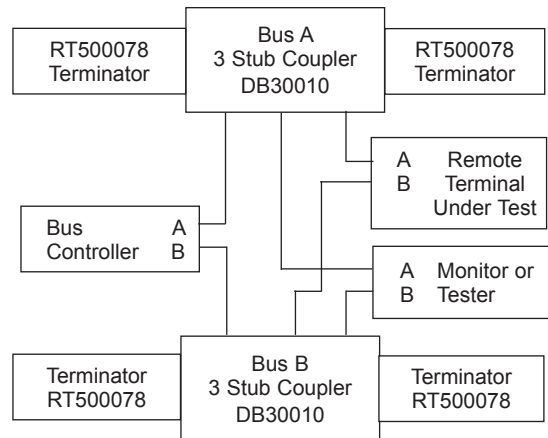 Bus A
3 Stub Coupler
DB30010
RT500078
Terminator
RT500078
Terminator
A Remote
B Terminal
Under Test
Bus A
Controller B
A Monitor or
B Tester
Bus B
3 Stub Coupler
DB30010
Terminator
RT500078
Terminator
RT500078